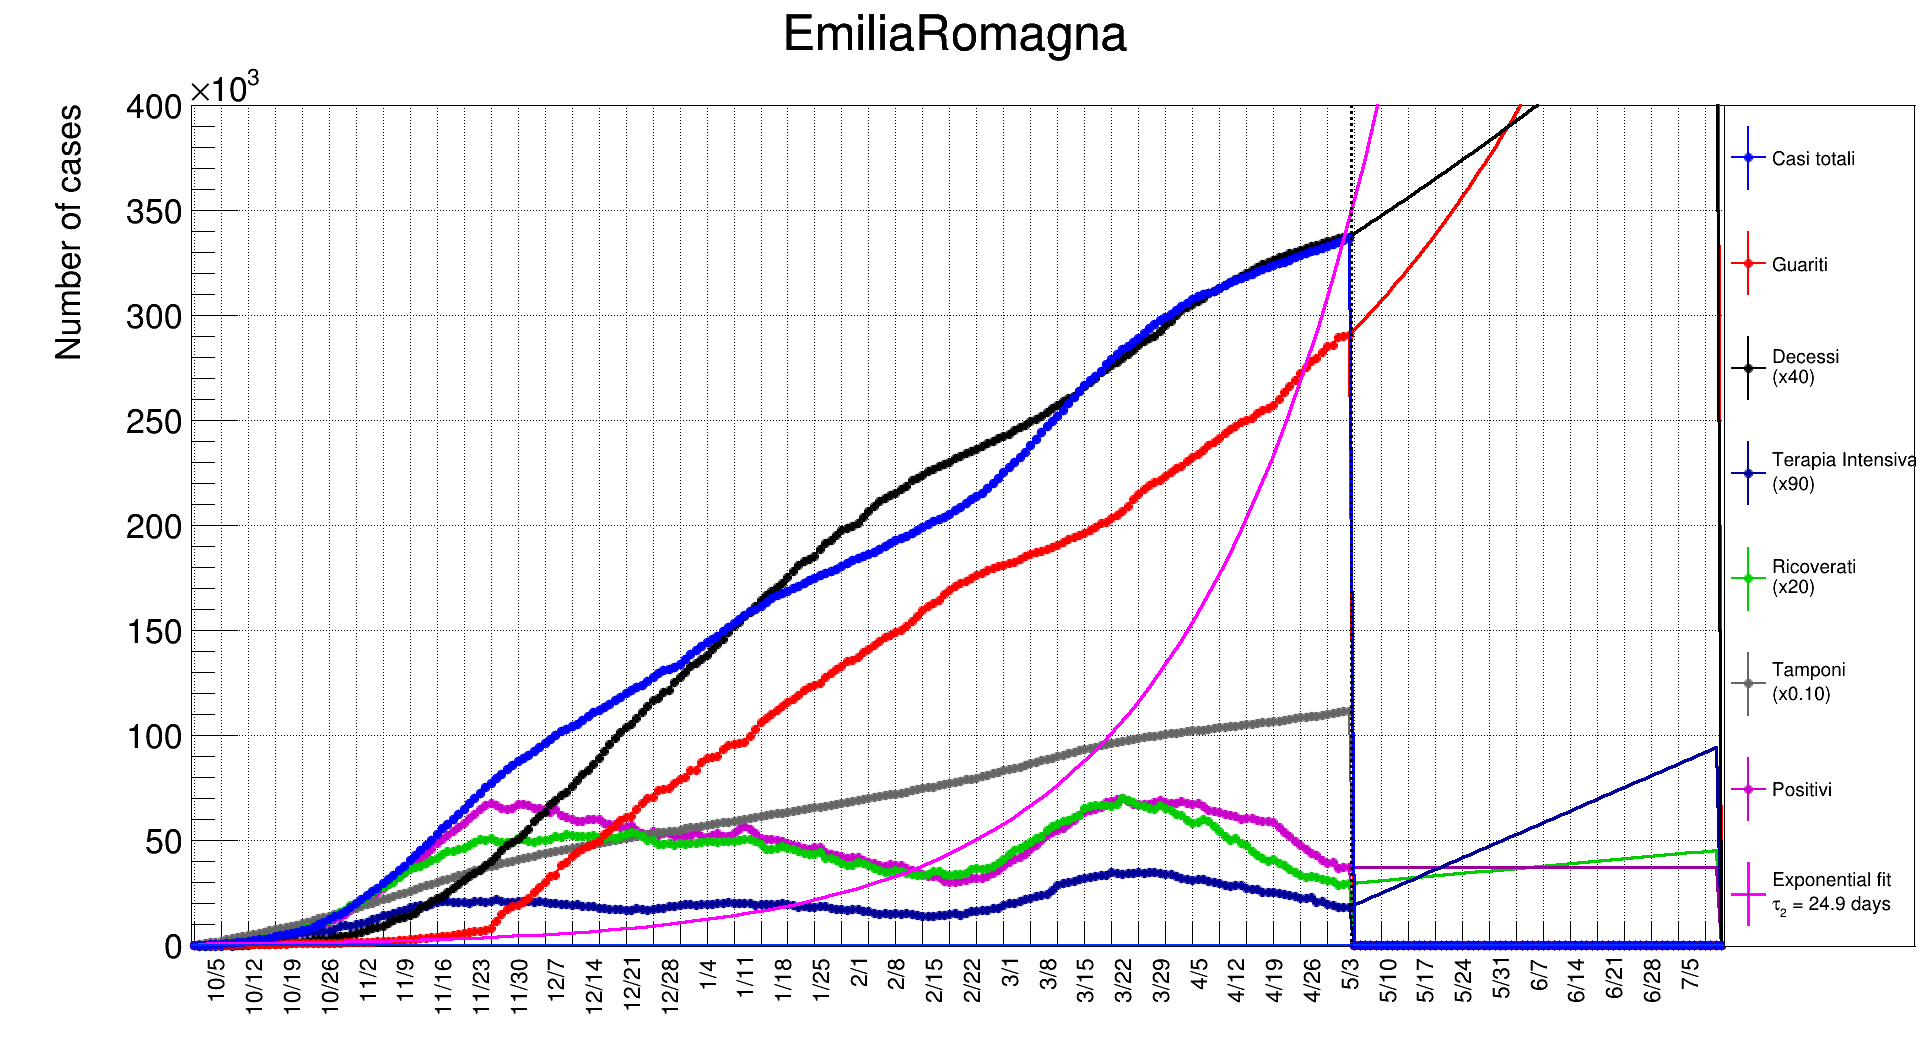 EmiliaRomagna
×10³
Number of cases
400
350
300
250
200
150
100
50
0
10/5 10/12 10/19 10/26 11/2 11/9 11/16 11/23 11/30 12/7 12/14 12/21 12/28 1/4 1/11 1/18 1/25 2/1 2/8 2/15 2/22 3/1 3/8 3/15 3/22 3/29 4/5 4/12 4/19 4/26 5/3 5/10 5/17 5/24 5/31 6/7 6/14 6/21 6/28 7/5
Casi totali
Guariti
Decessi
(x40)
Terapia Intensiva
(x90)
Ricoverati
(x20)
Tamponi
(x0.10)
Positivi
Exponential fit
τ₂ = 24.9 days